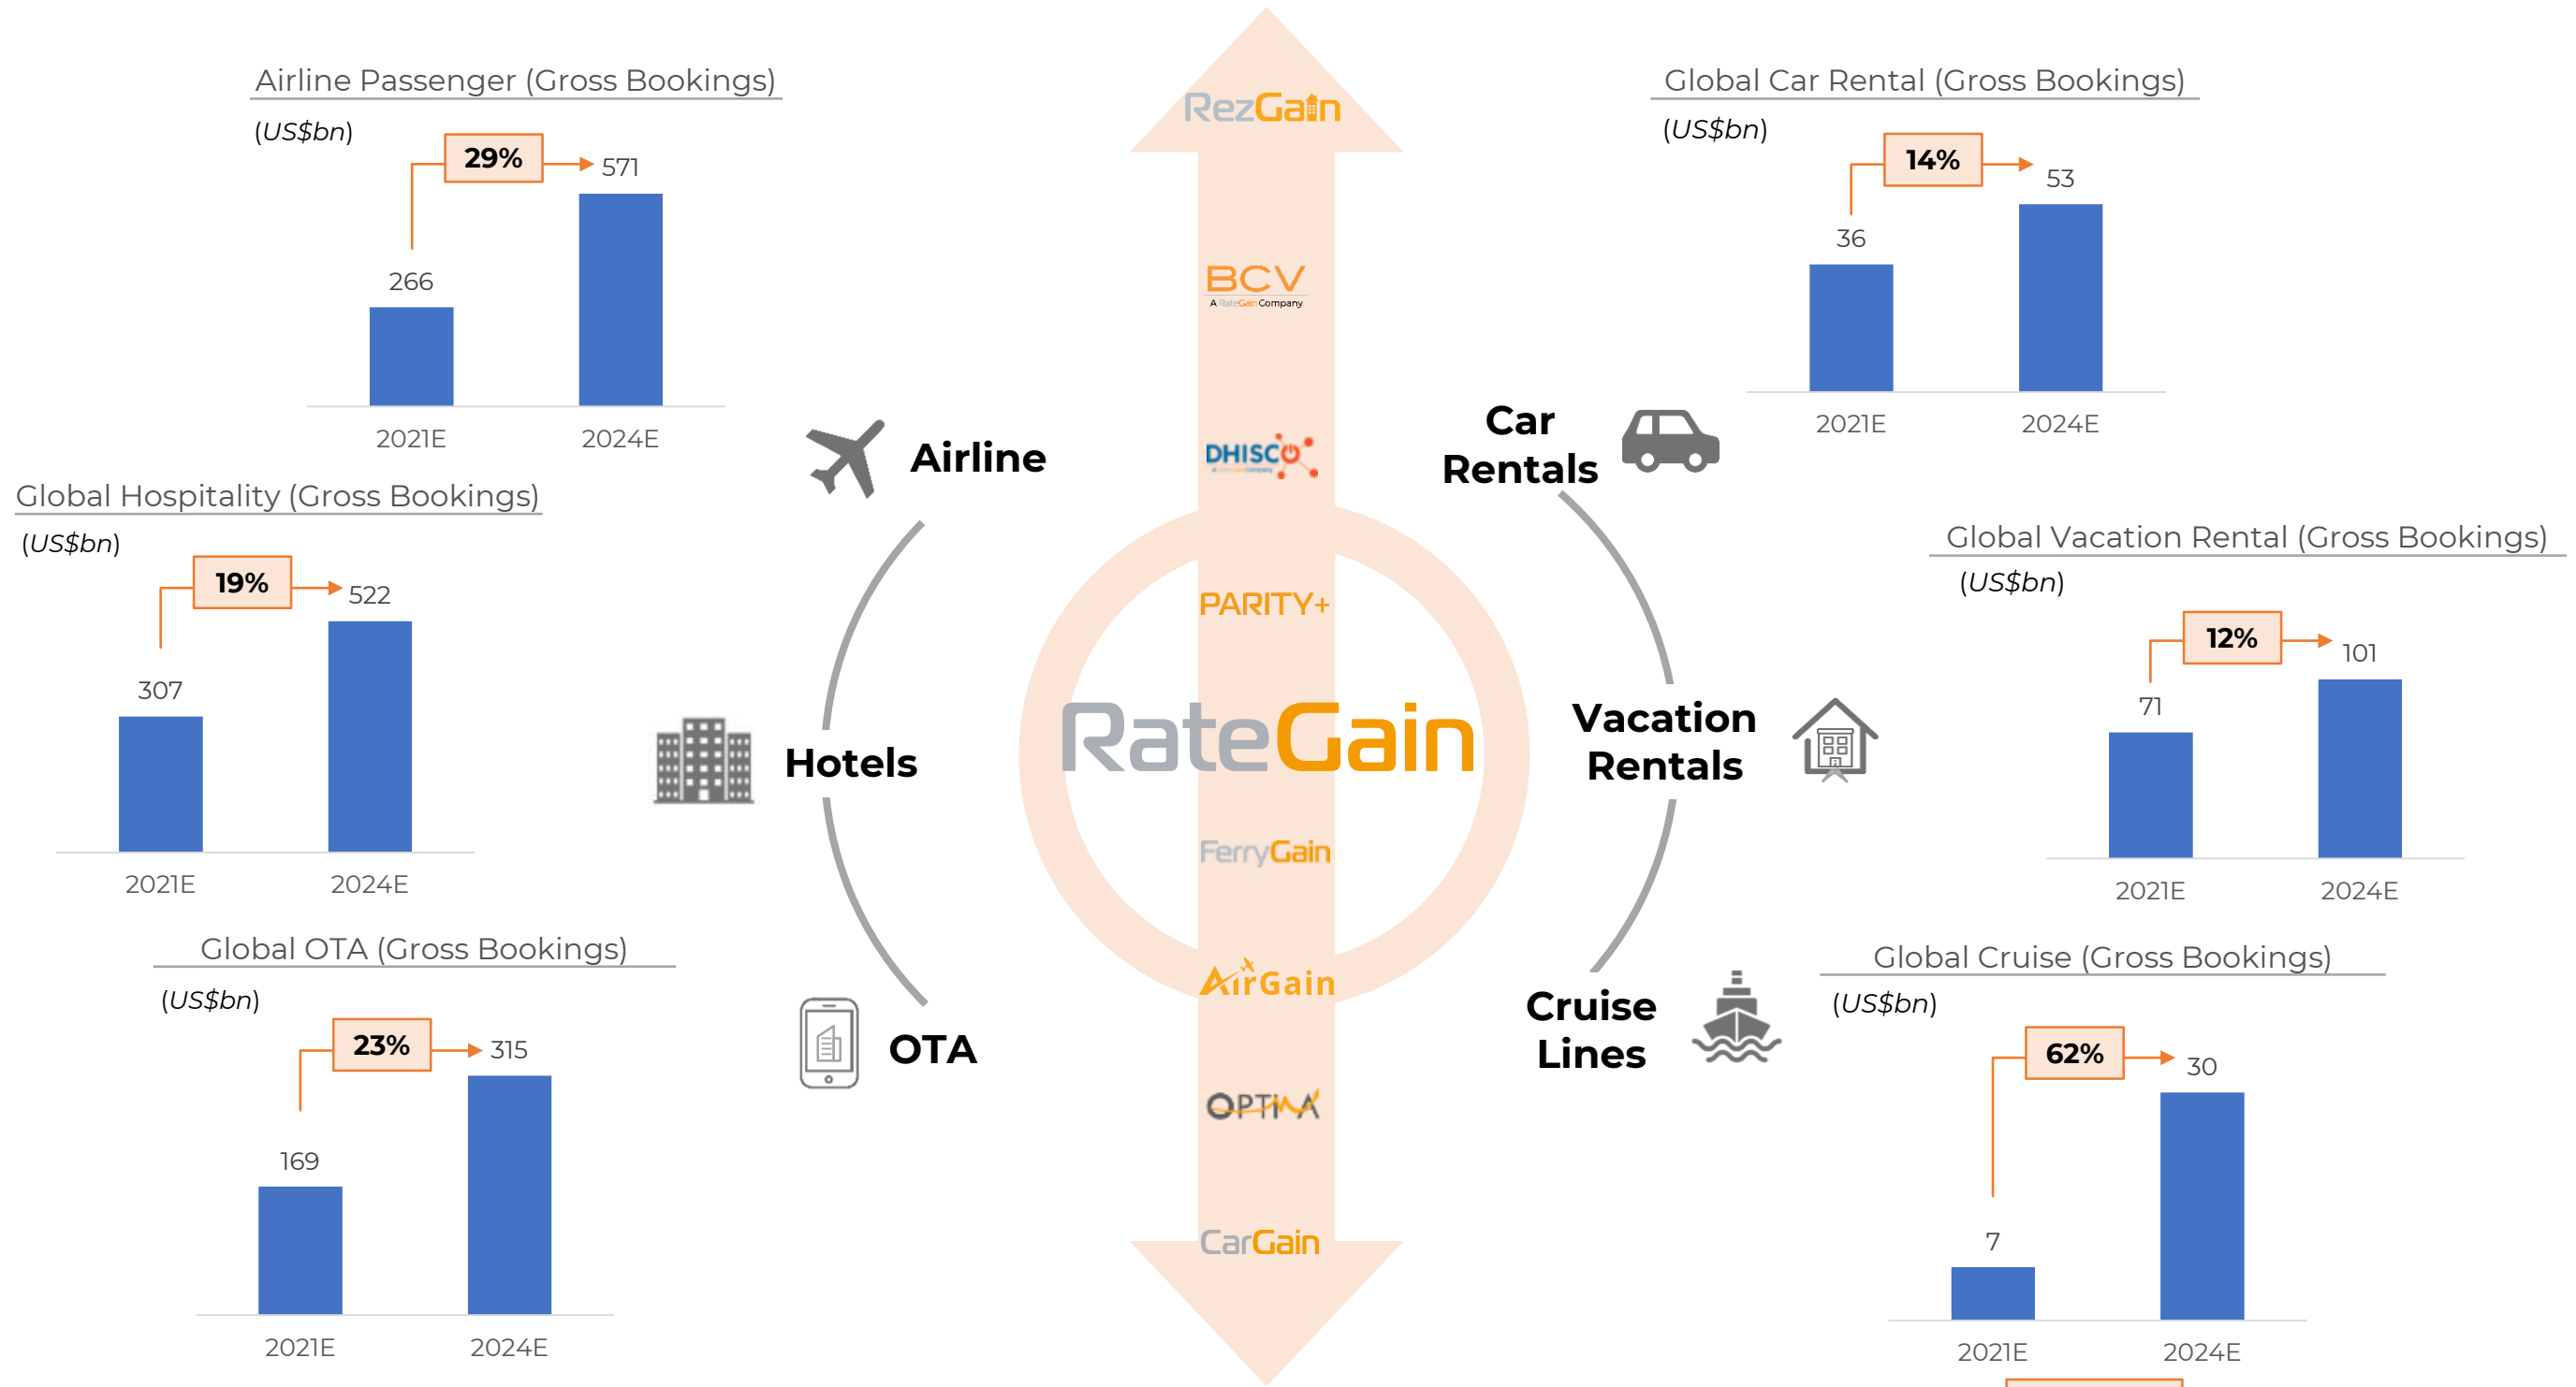 Airline Passenger (Gross Bookings)
(US$bn)
29%
571
266
2021E 2024E
Global Hospitality (Gross Bookings)
(US$bn)
19%
522
307
2021E 2024E
Global OTA (Gross Bookings)
(US$bn)
23%
315
169
2021E 2024E
Airline
Hotels
OTA
RezGain
BCV
A RateGain Company
DHISCO
PARITY+
RateGain
FerryGain
AirGain
OPTIMA
CarGain
Car
Rentals
Vacation
Rentals
Cruise
Lines
Global Car Rental (Gross Bookings)
(US$bn)
14%
53
36
2021E 2024E
Global Vacation Rental (Gross Bookings)
(US$bn)
12%
101
71
2021E 2024E
Global Cruise (Gross Bookings)
(US$bn)
62%
30
7
2021E 2024E